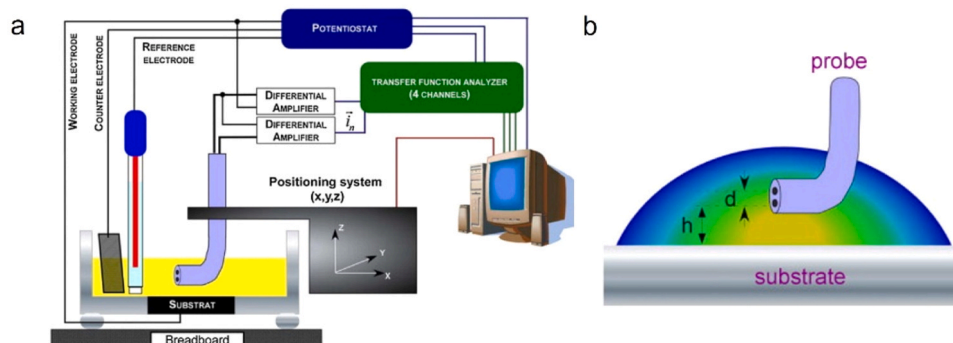 a
POTENTIOSTAT
REFERENCE
ELECTRODE
WORKING ELECTRODE
COUNTER ELECTRODE
TRANSFER FUNCTION ANALYZER
(4 CHANNELS)
DIFFERENTIAL
AMPLIFIER
DIFFERENTIAL
AMPLIFIER
i_n
Positioning system
(x,y,z)
Z
Y
X
SUBSTRAT
Breadboard
b
probe
d
h
substrate